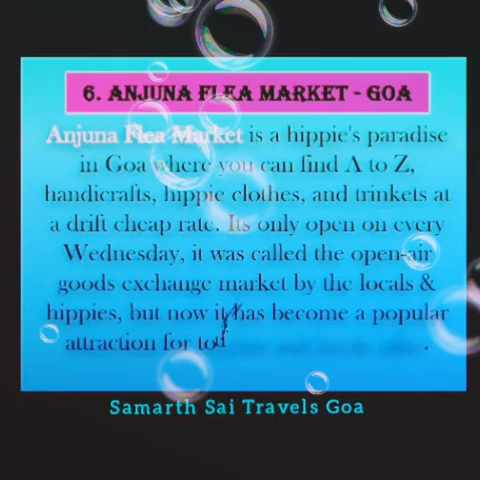 6. ANJUNA FLEA MARKET - GOA
Anjuna Flea Market is a hippie's paradise
in Goa where you can find A to Z,
handicrafts, hippie clothes, and trinkets at
a drift cheap rate. Its only open on every
Wednesday, it was called the open-air
goods exchange market by the locals &
hippies, but now it has become a popular
attraction for
Samarth Sai Travels Goa